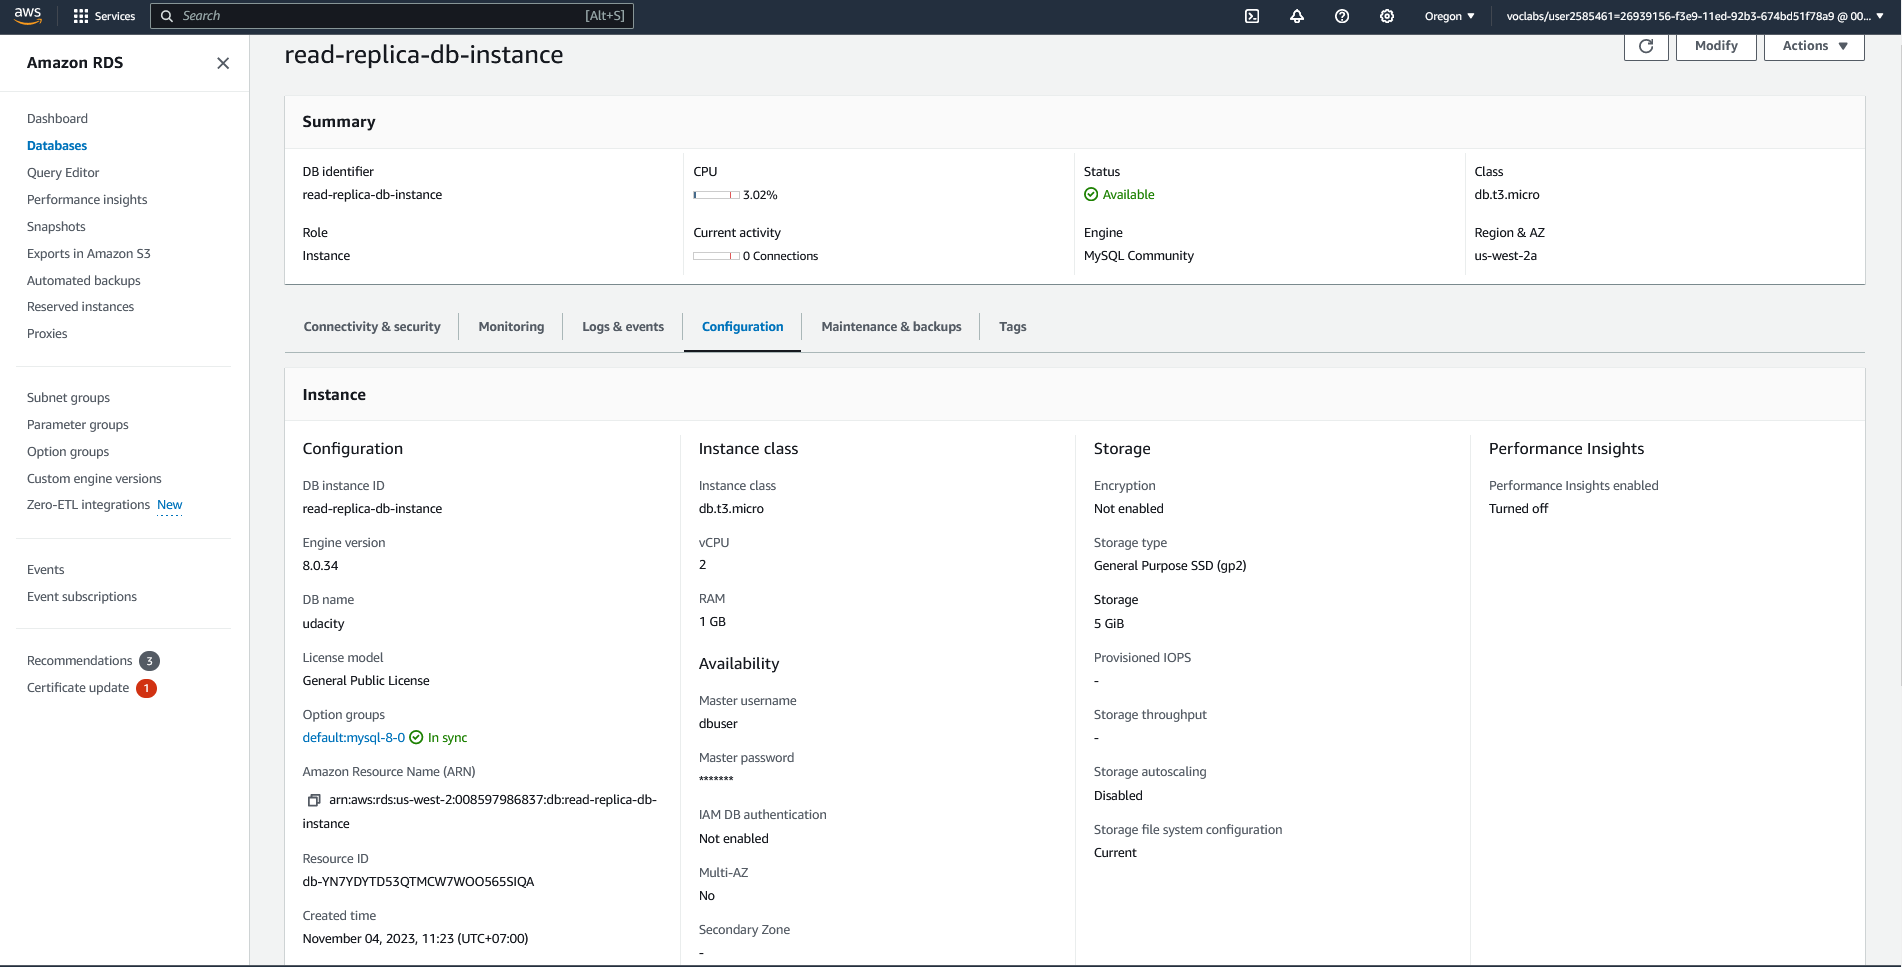 aws
Services
Search
[Alt+S]
Oregon ▼
voclabs/user2585461=26939156-f3e9-11ed-92b3-674bd51f78a9 @ 00... ▼
Amazon RDS
Dashboard
Databases
Query Editor
Performance insights
Snapshots
Exports in Amazon S3
Automated backups
Reserved instances
Proxies
Subnet groups
Parameter groups
Option groups
Custom engine versions
Zero-ETL integrations New
Events
Event subscriptions
Recommendations 3
Certificate update 1
read-replica-db-instance
Modify
Actions ▼
Summary
DB identifier
read-replica-db-instance
Role
Instance
CPU
3.02%
Current activity
0 Connections
Status
Available
Engine
MySQL Community
Class
db.t3.micro
Region & AZ
us-west-2a
Connectivity & security
Monitoring
Logs & events
Configuration
Maintenance & backups
Tags
Instance
Configuration
DB instance ID
read-replica-db-instance
Engine version
8.0.34
DB name
udacity
License model
General Public License
Option groups
default:mysql-8-0 In sync
Amazon Resource Name (ARN)
arn:aws:rds:us-west-2:008597986837:db:read-replica-db-
instance
Resource ID
db-YN7YDYTD53QTMCW7WOO565SIQA
Created time
November 04, 2023, 11:23 (UTC+07:00)
Instance class
Instance class
db.t3.micro
vCPU
2
RAM
1 GB
Availability
Master username
dbuser
Master password
*******
IAM DB authentication
Not enabled
Multi-AZ
No
Secondary Zone
-
Storage
Encryption
Not enabled
Storage type
General Purpose SSD (gp2)
Storage
5 GiB
Provisioned IOPS
-
Storage throughput
-
Storage autoscaling
Disabled
Storage file system configuration
Current
Performance Insights
Performance Insights enabled
Turned off